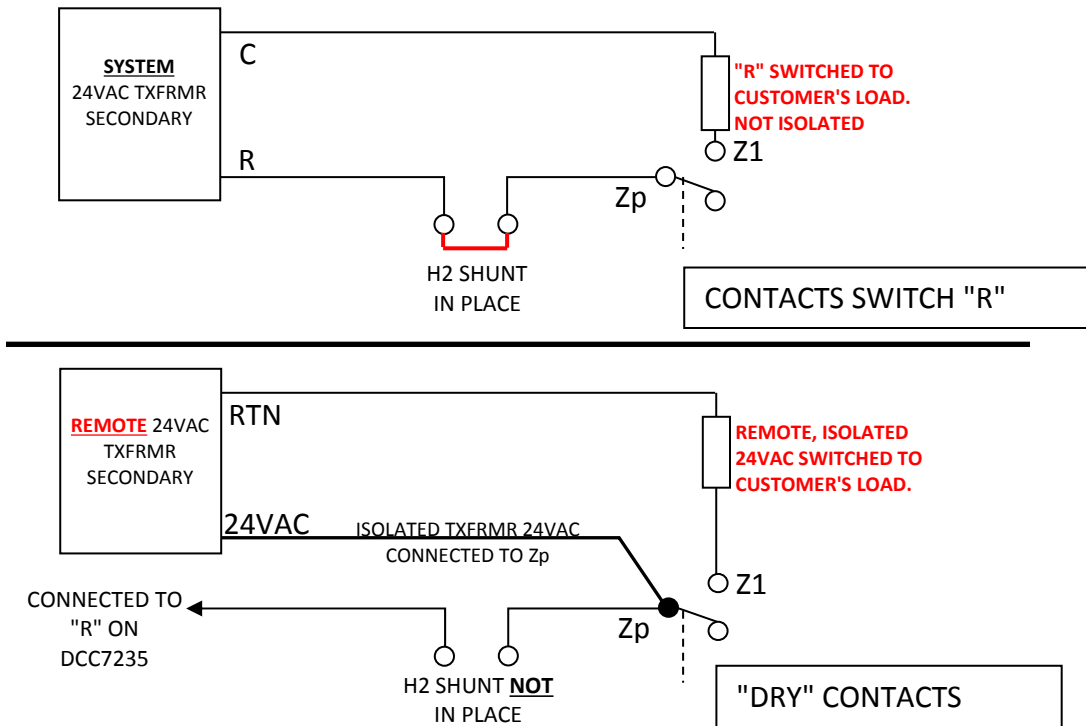 SYSTEM
24VAC TXFRMR
SECONDARY
C
R
"R" SWITCHED TO
CUSTOMER'S LOAD.
NOT ISOLATED
Z1
Zp
H2 SHUNT
IN PLACE
CONTACTS SWITCH "R"
REMOTE 24VAC
TXFRMR
SECONDARY
RTN
24VAC
REMOTE, ISOLATED
24VAC SWITCHED TO
CUSTOMER'S LOAD.
ISOLATED TXFRMR 24VAC
CONNECTED TO Zp
Z1
Zp
CONNECTED TO
"R" ON
DCC7235
H2 SHUNT NOT
IN PLACE
"DRY" CONTACTS